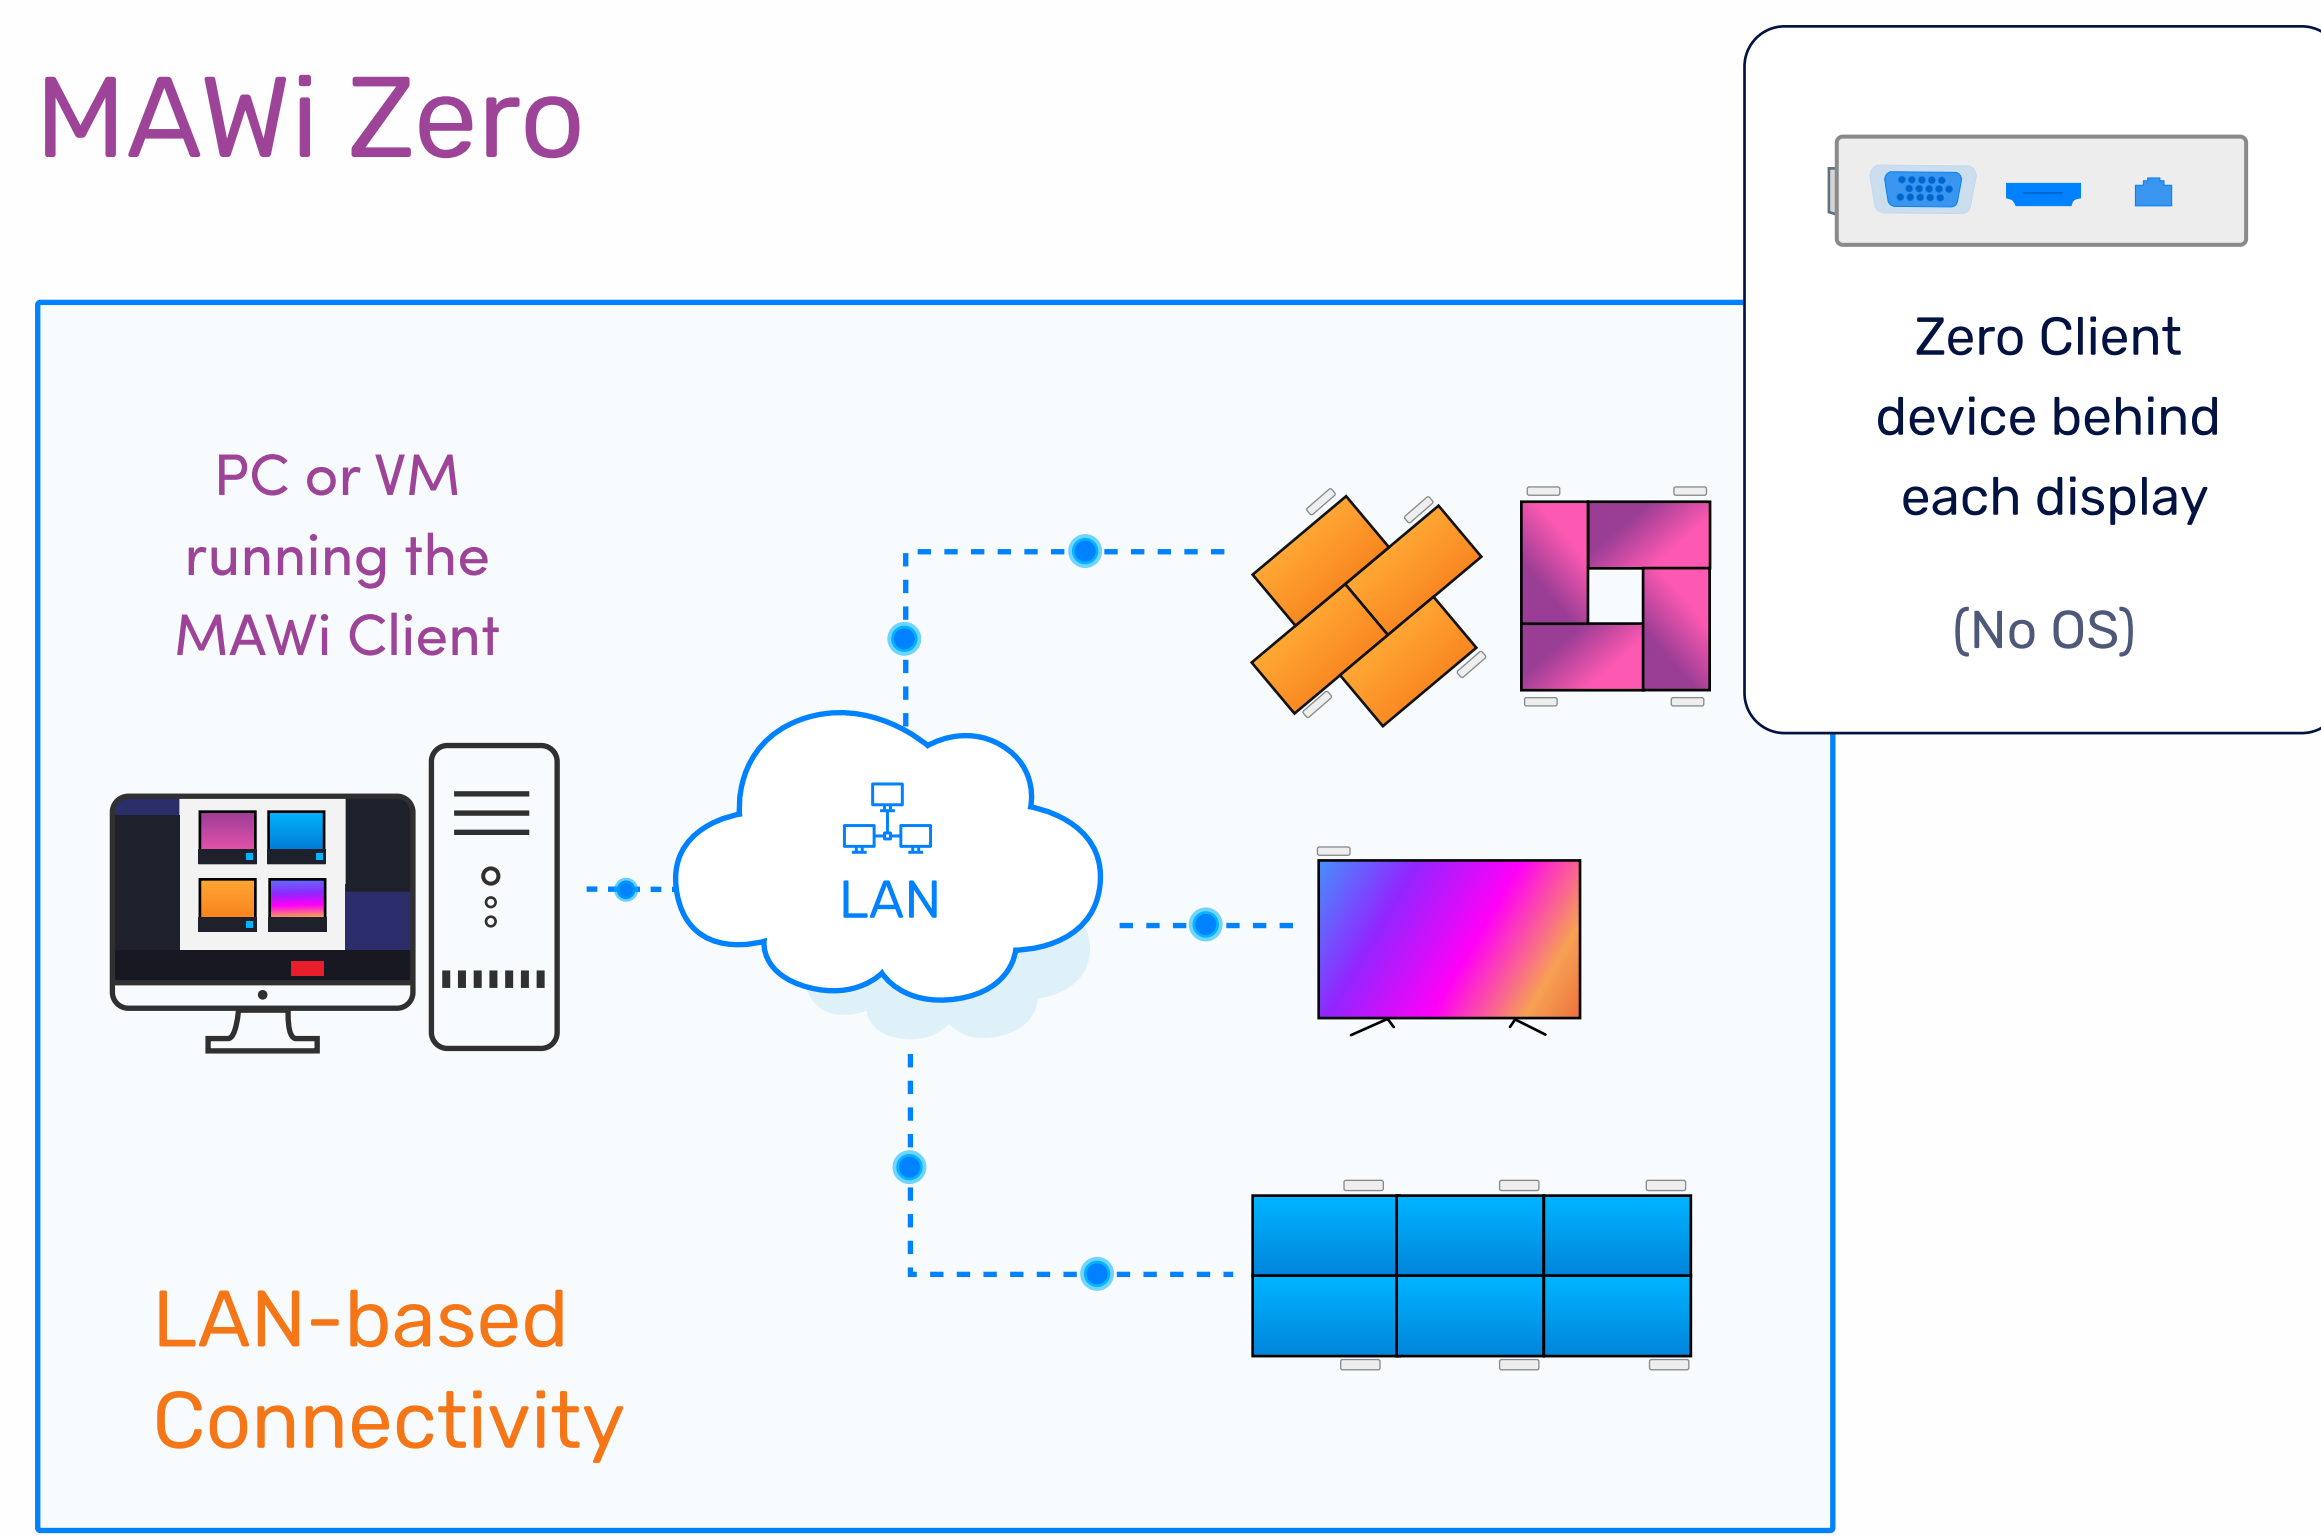 MAWi Zero
Zero Client
device behind
each display
(No OS)
PC or VM
running the
MAWi Client
LAN
LAN-based
Connectivity